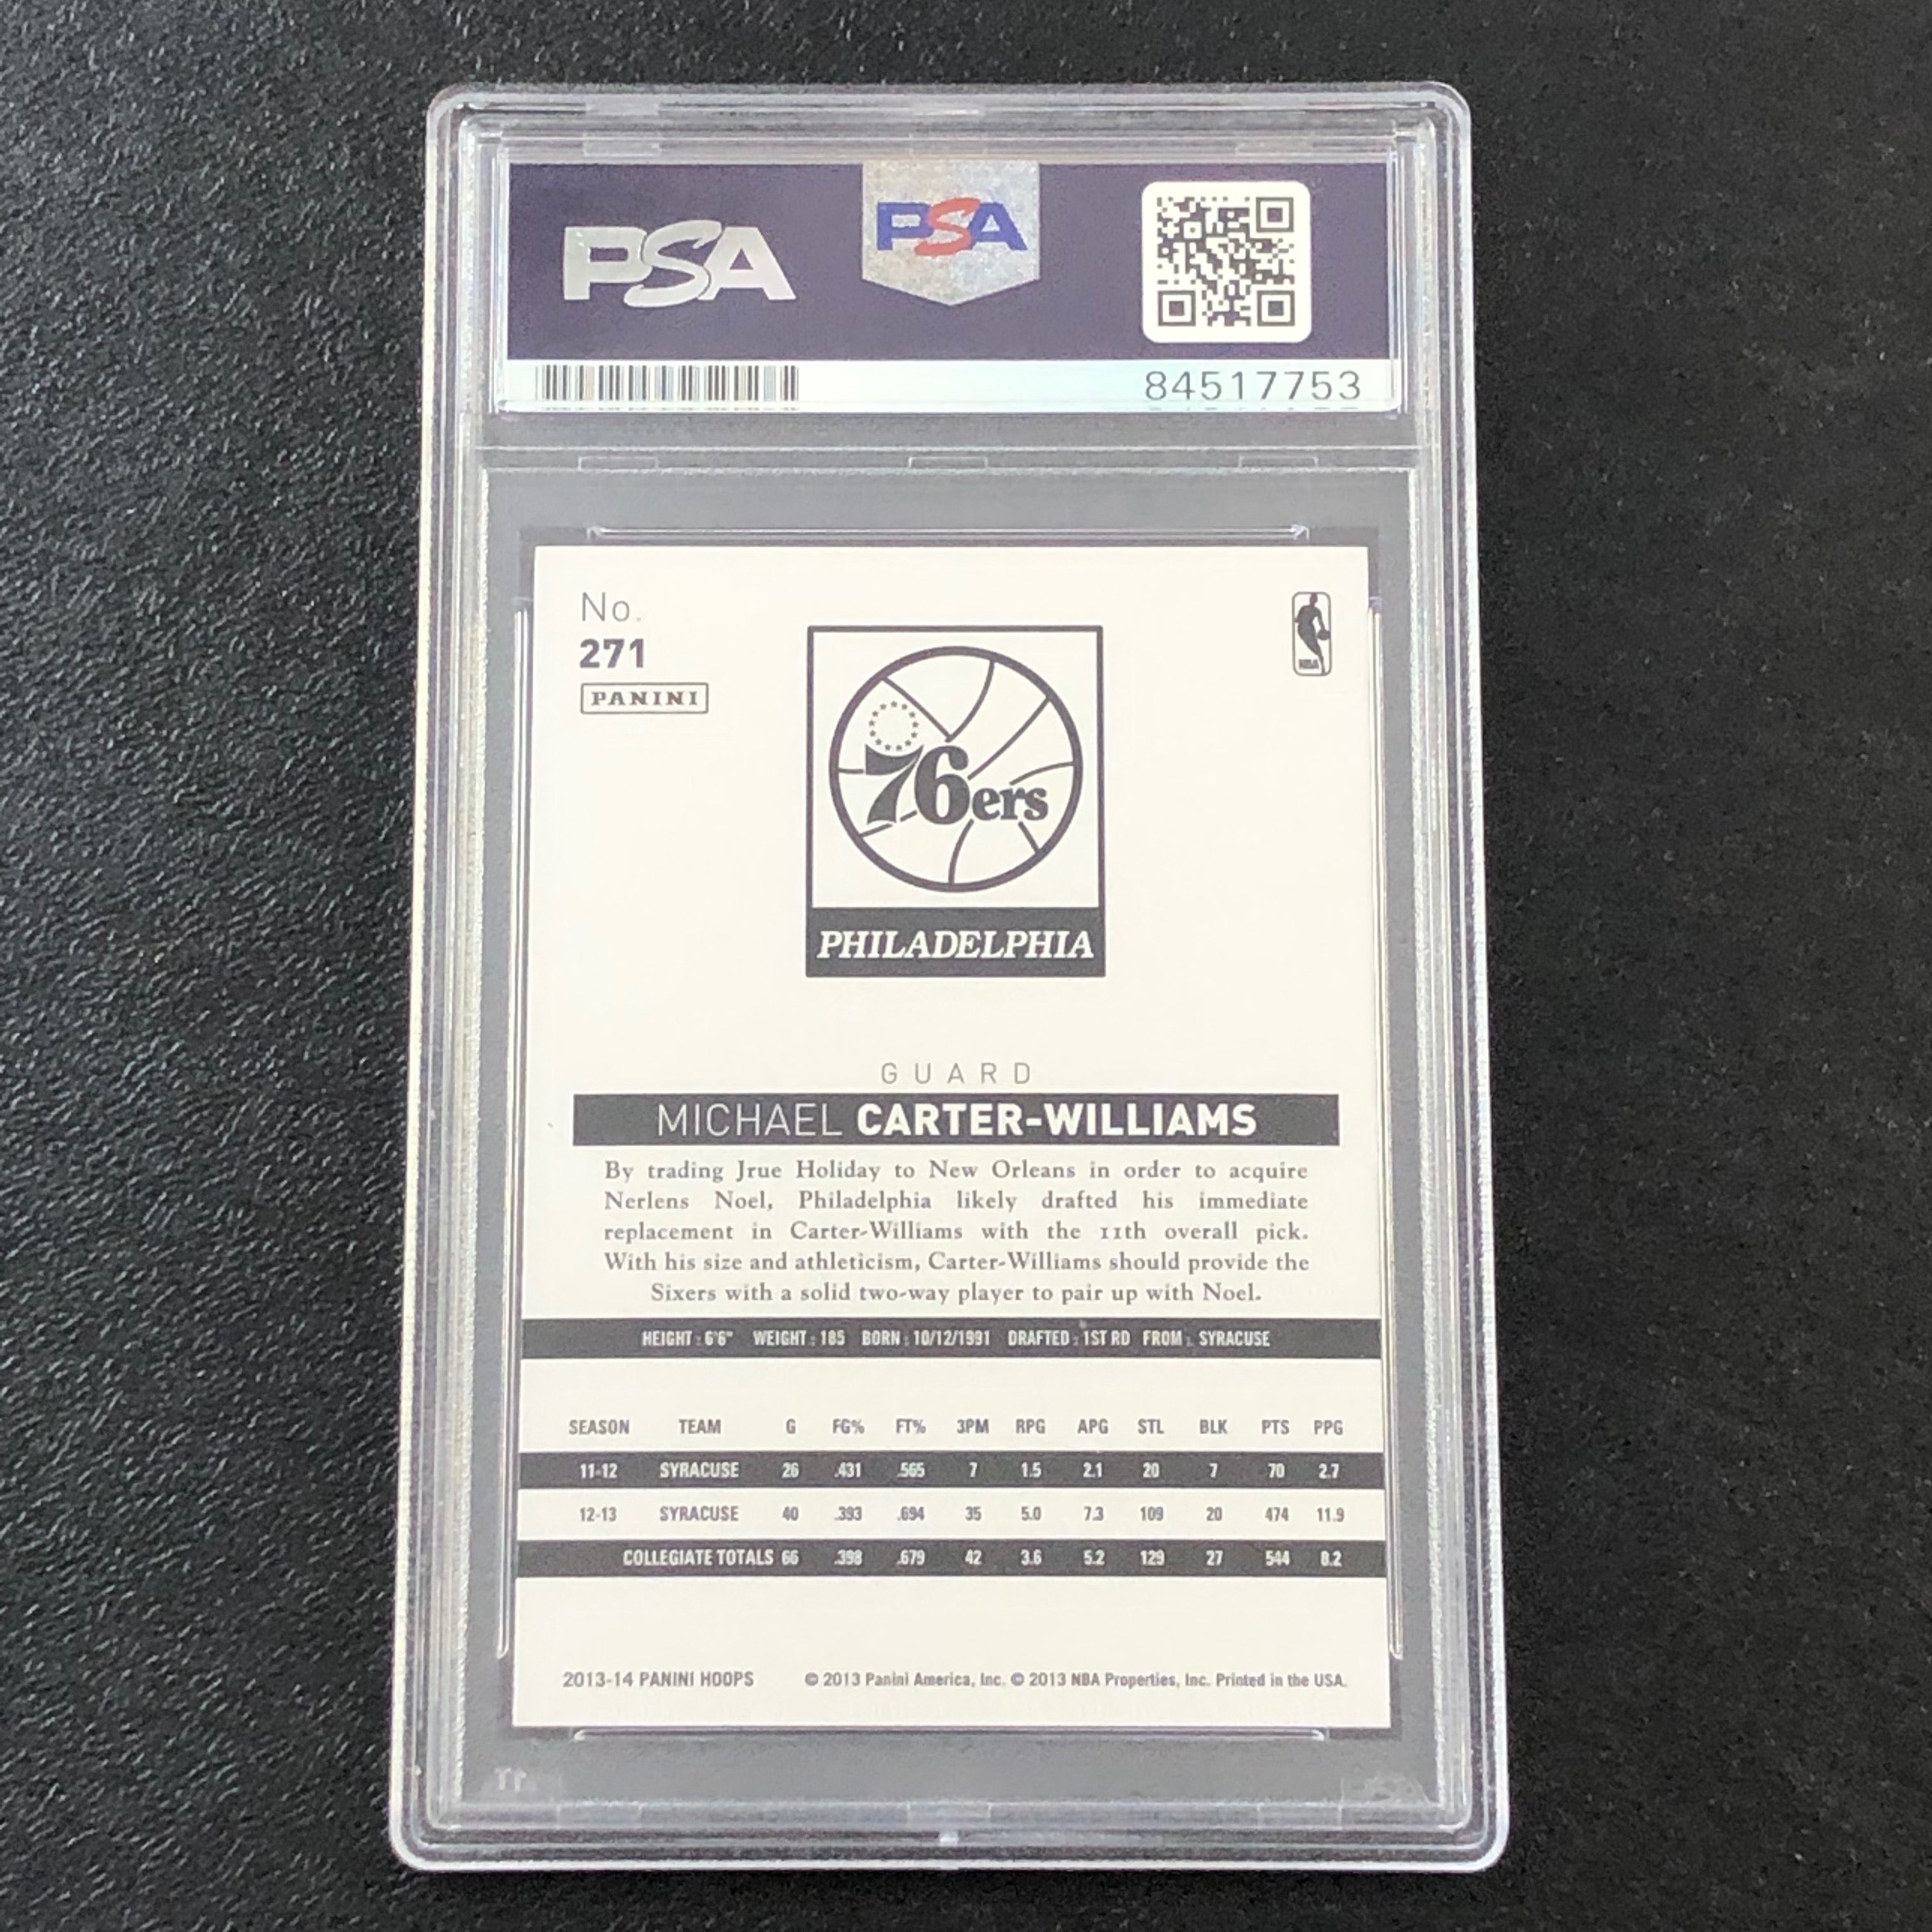 PSA
PSA
84517753
No.
271
PANINI
NBA
76ers
PHILADELPHIA
GUARD
MICHAEL CARTER-WILLIAMS
By trading Jrue Holiday to New Orleans in order to acquire
Nerlens Noel, Philadelphia likely drafted his immediate
replacement in Carter-Williams with the 11th overall pick.
With his size and athleticism, Carter-Williams should provide the
Sixers with a solid two-way player to pair up with Noel.
HEIGHT : 6'6" WEIGHT : 185 BORN : 10/12/1991 DRAFTED : 1ST RD FROM : SYRACUSE
SEASON TEAM G FG% FT% 3PM RPG APG STL BLK PTS PPG
11-12 SYRACUSE 26 .431 .565 7 1.5 2.1 20 7 70 2.7
12-13 SYRACUSE 40 .393 .694 35 5.0 7.3 109 20 474 11.9
COLLEGIATE TOTALS 66 .398 .679 42 3.6 5.2 129 27 544 8.2
2013-14 PANINI HOOPS © 2013 Panini America, Inc. © 2013 NBA Properties, Inc. Printed in the USA.